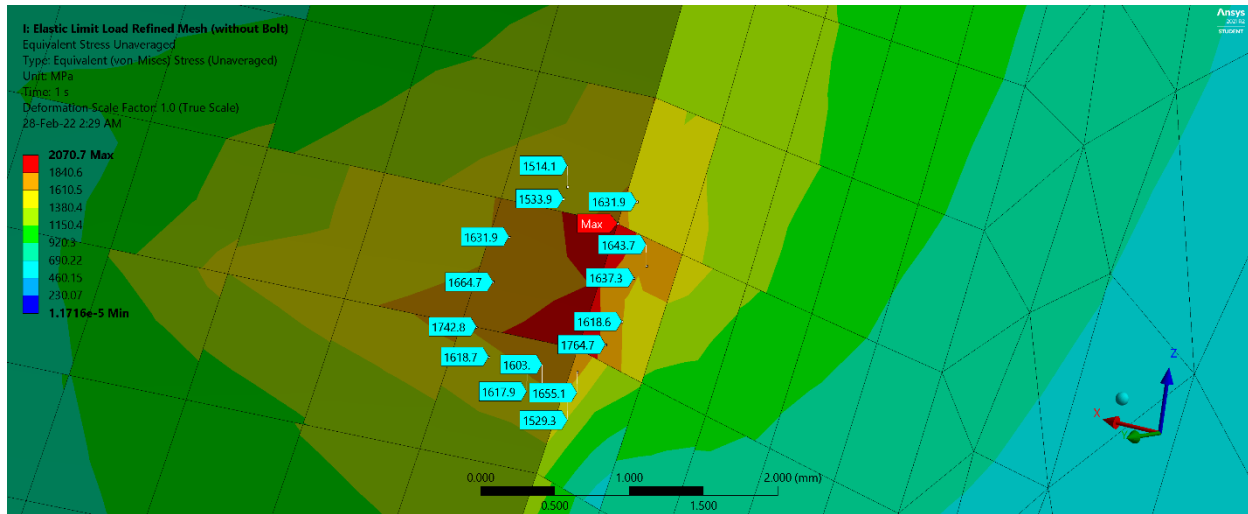 I: Elastic Limit Load Refined Mesh (without Bolt)
Equivalent Stress Unaveraged
Type: Equivalent (von-Mises) Stress (Unaveraged)
Unit: MPa
Time: 1 s
Deformation Scale Factor: 1.0 (True Scale)
28-Feb-22 2:29 AM
2070.7 Max
1840.6
1610.5
1380.4
1150.4
920.3
690.22
460.15
230.07
1.1716e-5 Min
Ansys
2021 R2
STUDENT
1514.1
1533.9
1631.9
Max
1631.9
1643.7
1664.7
1637.3
1742.8
1618.6
1764.7
1618.7
1603.
1617.9
1655.1
1529.3
0.000
1.000
2.000 (mm)
0.500
1.500
Z
X
Y